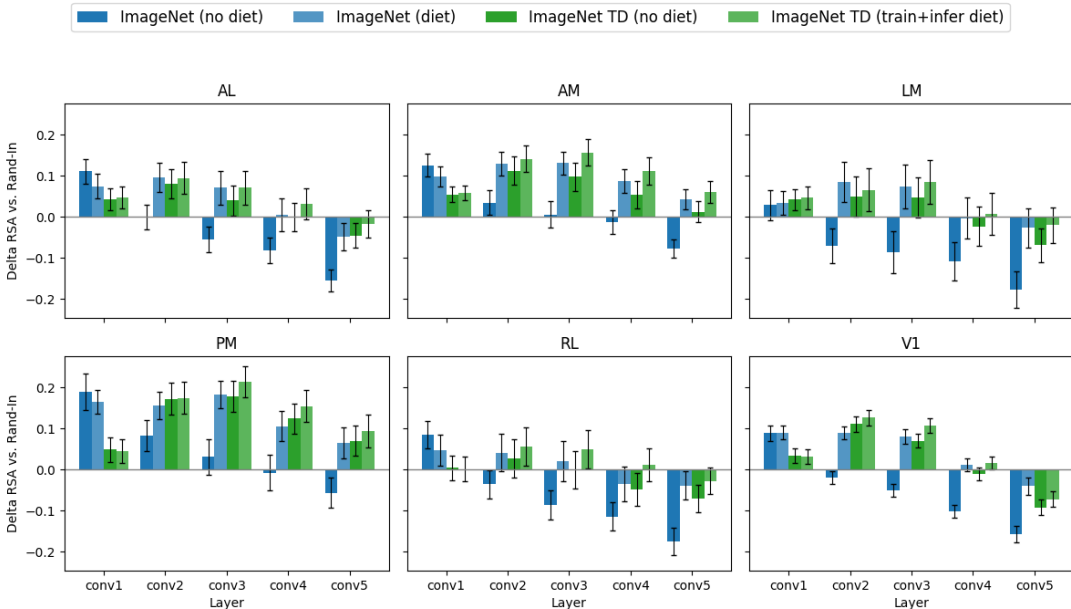 ImageNet (no diet) ImageNet (diet) ImageNet TD (no diet) ImageNet TD (train+infer diet)
AL AM LM
Delta RSA vs. Rand-In
0.2
0.1
0.0
−0.1
−0.2
PM RL V1
Delta RSA vs. Rand-In
0.2
0.1
0.0
−0.1
−0.2
conv1 conv2 conv3 conv4 conv5 conv1 conv2 conv3 conv4 conv5 conv1 conv2 conv3 conv4 conv5
Layer Layer Layer